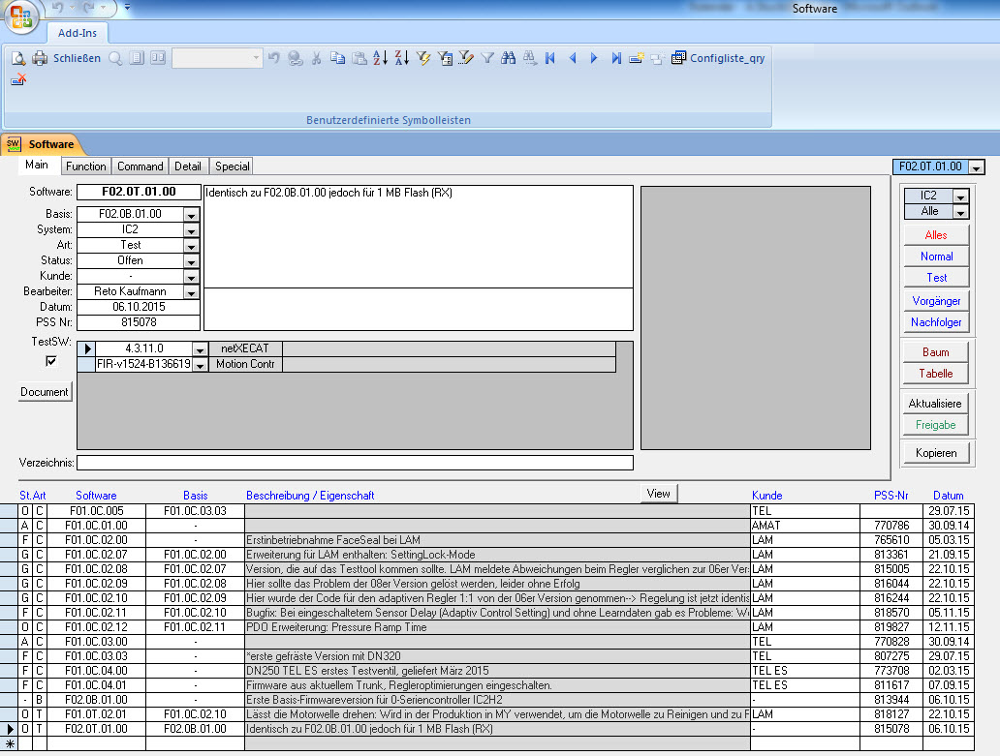 Software
Add-Ins
Schließen
Configliste_qry
Benutzerdefinierte Symbolleisten
SW Software
Main Function Command Detail Special
F02.0T.01.00
Software: F02.0T.01.00
Identisch zu F02.0B.01.00 jedoch für 1 MB Flash (RX)
Basis: F02.0B.01.00
System: IC2
Art: Test
Status: Offen
Kunde: -
Bearbeiter: Reto Kaufmann
Datum: 06.10.2015
PSS Nr: 815078
TestSW: 4.3.11.0 netXECAT
FIR-v1524-B136619 Motion Contr
Document
Verzeichnis:
IC2
Alle
Alles
Normal
Test
Vorgänger
Nachfolger
Baum
Tabelle
Aktualisiere
Freigabe
Kopieren
St. Art Software Basis Beschreibung / Eigenschaft View Kunde PSS-Nr Datum
O C F01.0C.005 F01.0C.03.03 TEL 29.07.15
A C F01.0C.01.00 - AMAT 770786 30.09.14
F C F01.0C.02.00 - Erstinbetriebnahme FaceSeal bei LAM LAM 765610 05.03.15
G C F01.0C.02.07 F01.0C.02.00 Erweiterung für LAM enthalten: SettingLock-Mode LAM 813361 21.09.15
G C F01.0C.02.08 F01.0C.02.07 Version, die auf das Testtool kommen sollte. LAM meldete Abweichungen beim Regler verglichen zur 06er Ver LAM 815005 22.10.15
G C F01.0C.02.09 F01.0C.02.08 Hier sollte das Problem der 08er Version gelöst werden, leider ohne Erfolg LAM 816044 22.10.15
G C F01.0C.02.10 F01.0C.02.09 Hier wurde der Code für den adaptiven Regler 1:1 von der 06er Version genommen--> Regelung ist jetzt identis LAM 816244 22.10.15
F C F01.0C.02.11 F01.0C.02.10 Bugfix: Bei eingeschaltetem Sensor Delay (Adaptiv Control Setting) und ohne Learndaten gab es Probleme: W LAM 818570 05.11.15
O C F01.0C.02.12 F01.0C.02.11 PDO Erweiterung: Pressure Ramp Time LAM 819827 12.11.15
A C F01.0C.03.00 - TEL 770828 30.09.14
F C F01.0C.03.03 - *erste gefräste Version mit DN320 TEL 807275 29.07.15
F C F01.0C.04.00 - DN250 TEL ES erstes Testventil, geliefert März 2015 TEL ES 773708 02.03.15
F C F01.0C.04.01 - Firmware aus aktuellem Trunk, Regleroptimierungen eingeschalten. TEL ES 811617 07.09.15
- B F02.0B.01.00 - Erste Basis-Firmwareversion für 0-Seriencontroller IC2H2 - 813944 06.10.15
O T F01.0T.02.01 F01.0C.02.10 Lässt die Motorwelle drehen: Wird in der Produktion in MY verwendet, um die Motorwelle zu Reinigen und zu F LAM 818127 22.10.15
O T F02.0T.01.00 F02.0B.01.00 Identisch zu F02.0B.01.00 jedoch für 1 MB Flash (RX) - 815078 06.10.15